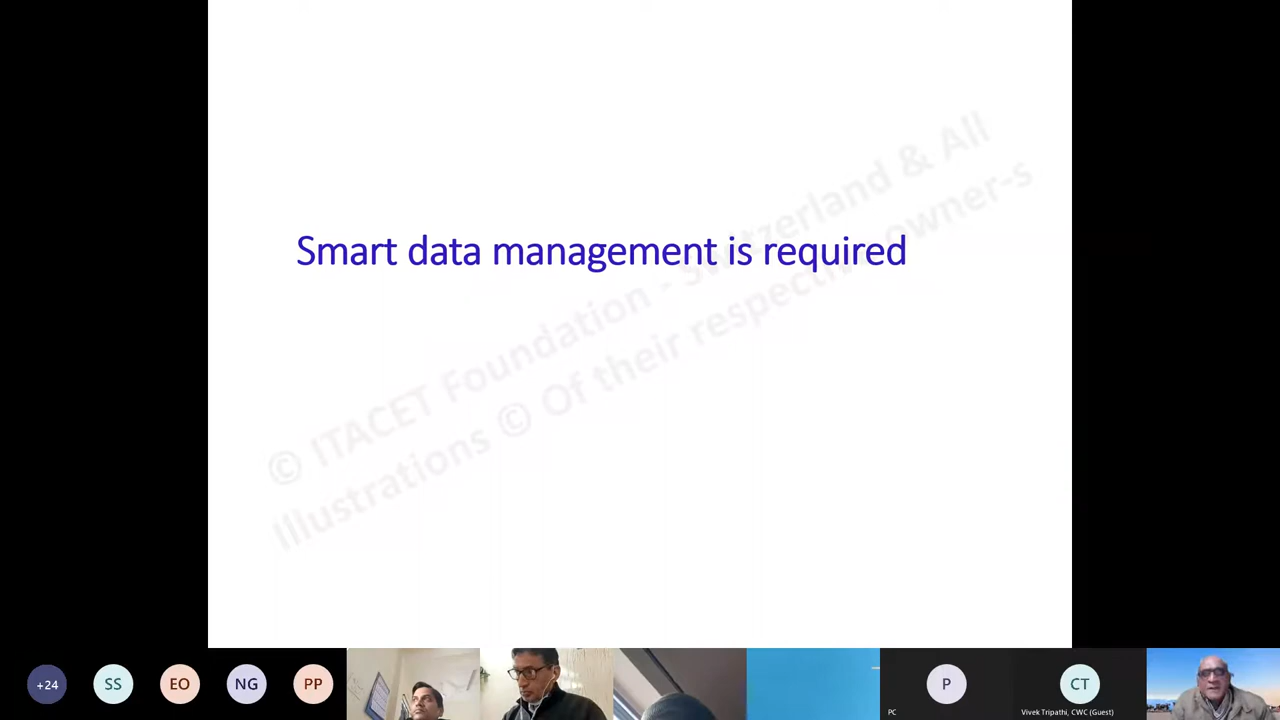 Smart data management is required
© ITACET Foundation - Switzerland & All
Illustrations © Of their respective owner-s
+24
SS
EO
NG
PP
P
CT
PC
Vivek Tripathi, CWC (Guest)